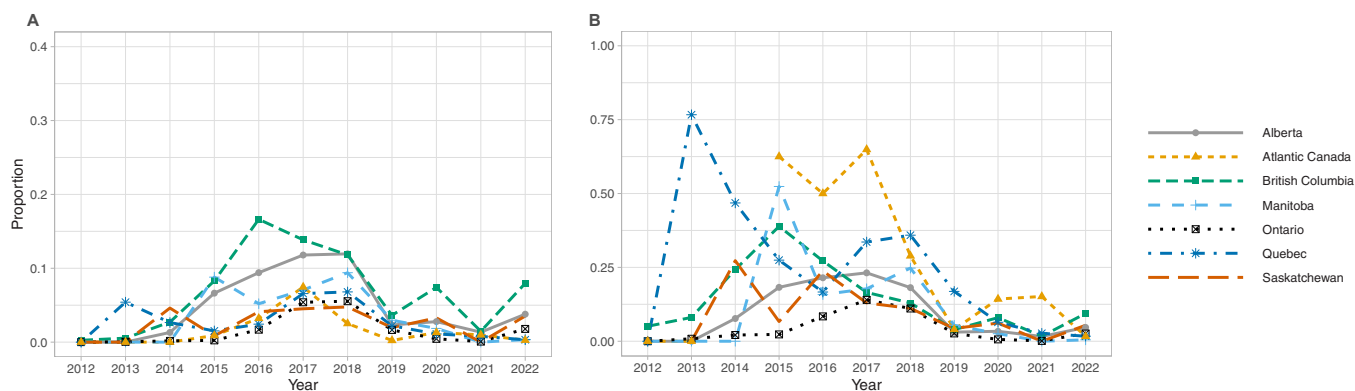 A
0.4
0.3
0.2
0.1
0.0
Proportion
2012 2013 2014 2015 2016 2017 2018 2019 2020 2021 2022
Year
B
1.00
0.75
0.50
0.25
0.00
2012 2013 2014 2015 2016 2017 2018 2019 2020 2021 2022
Year
Alberta
Atlantic Canada
British Columbia
Manitoba
Ontario
Quebec
Saskatchewan